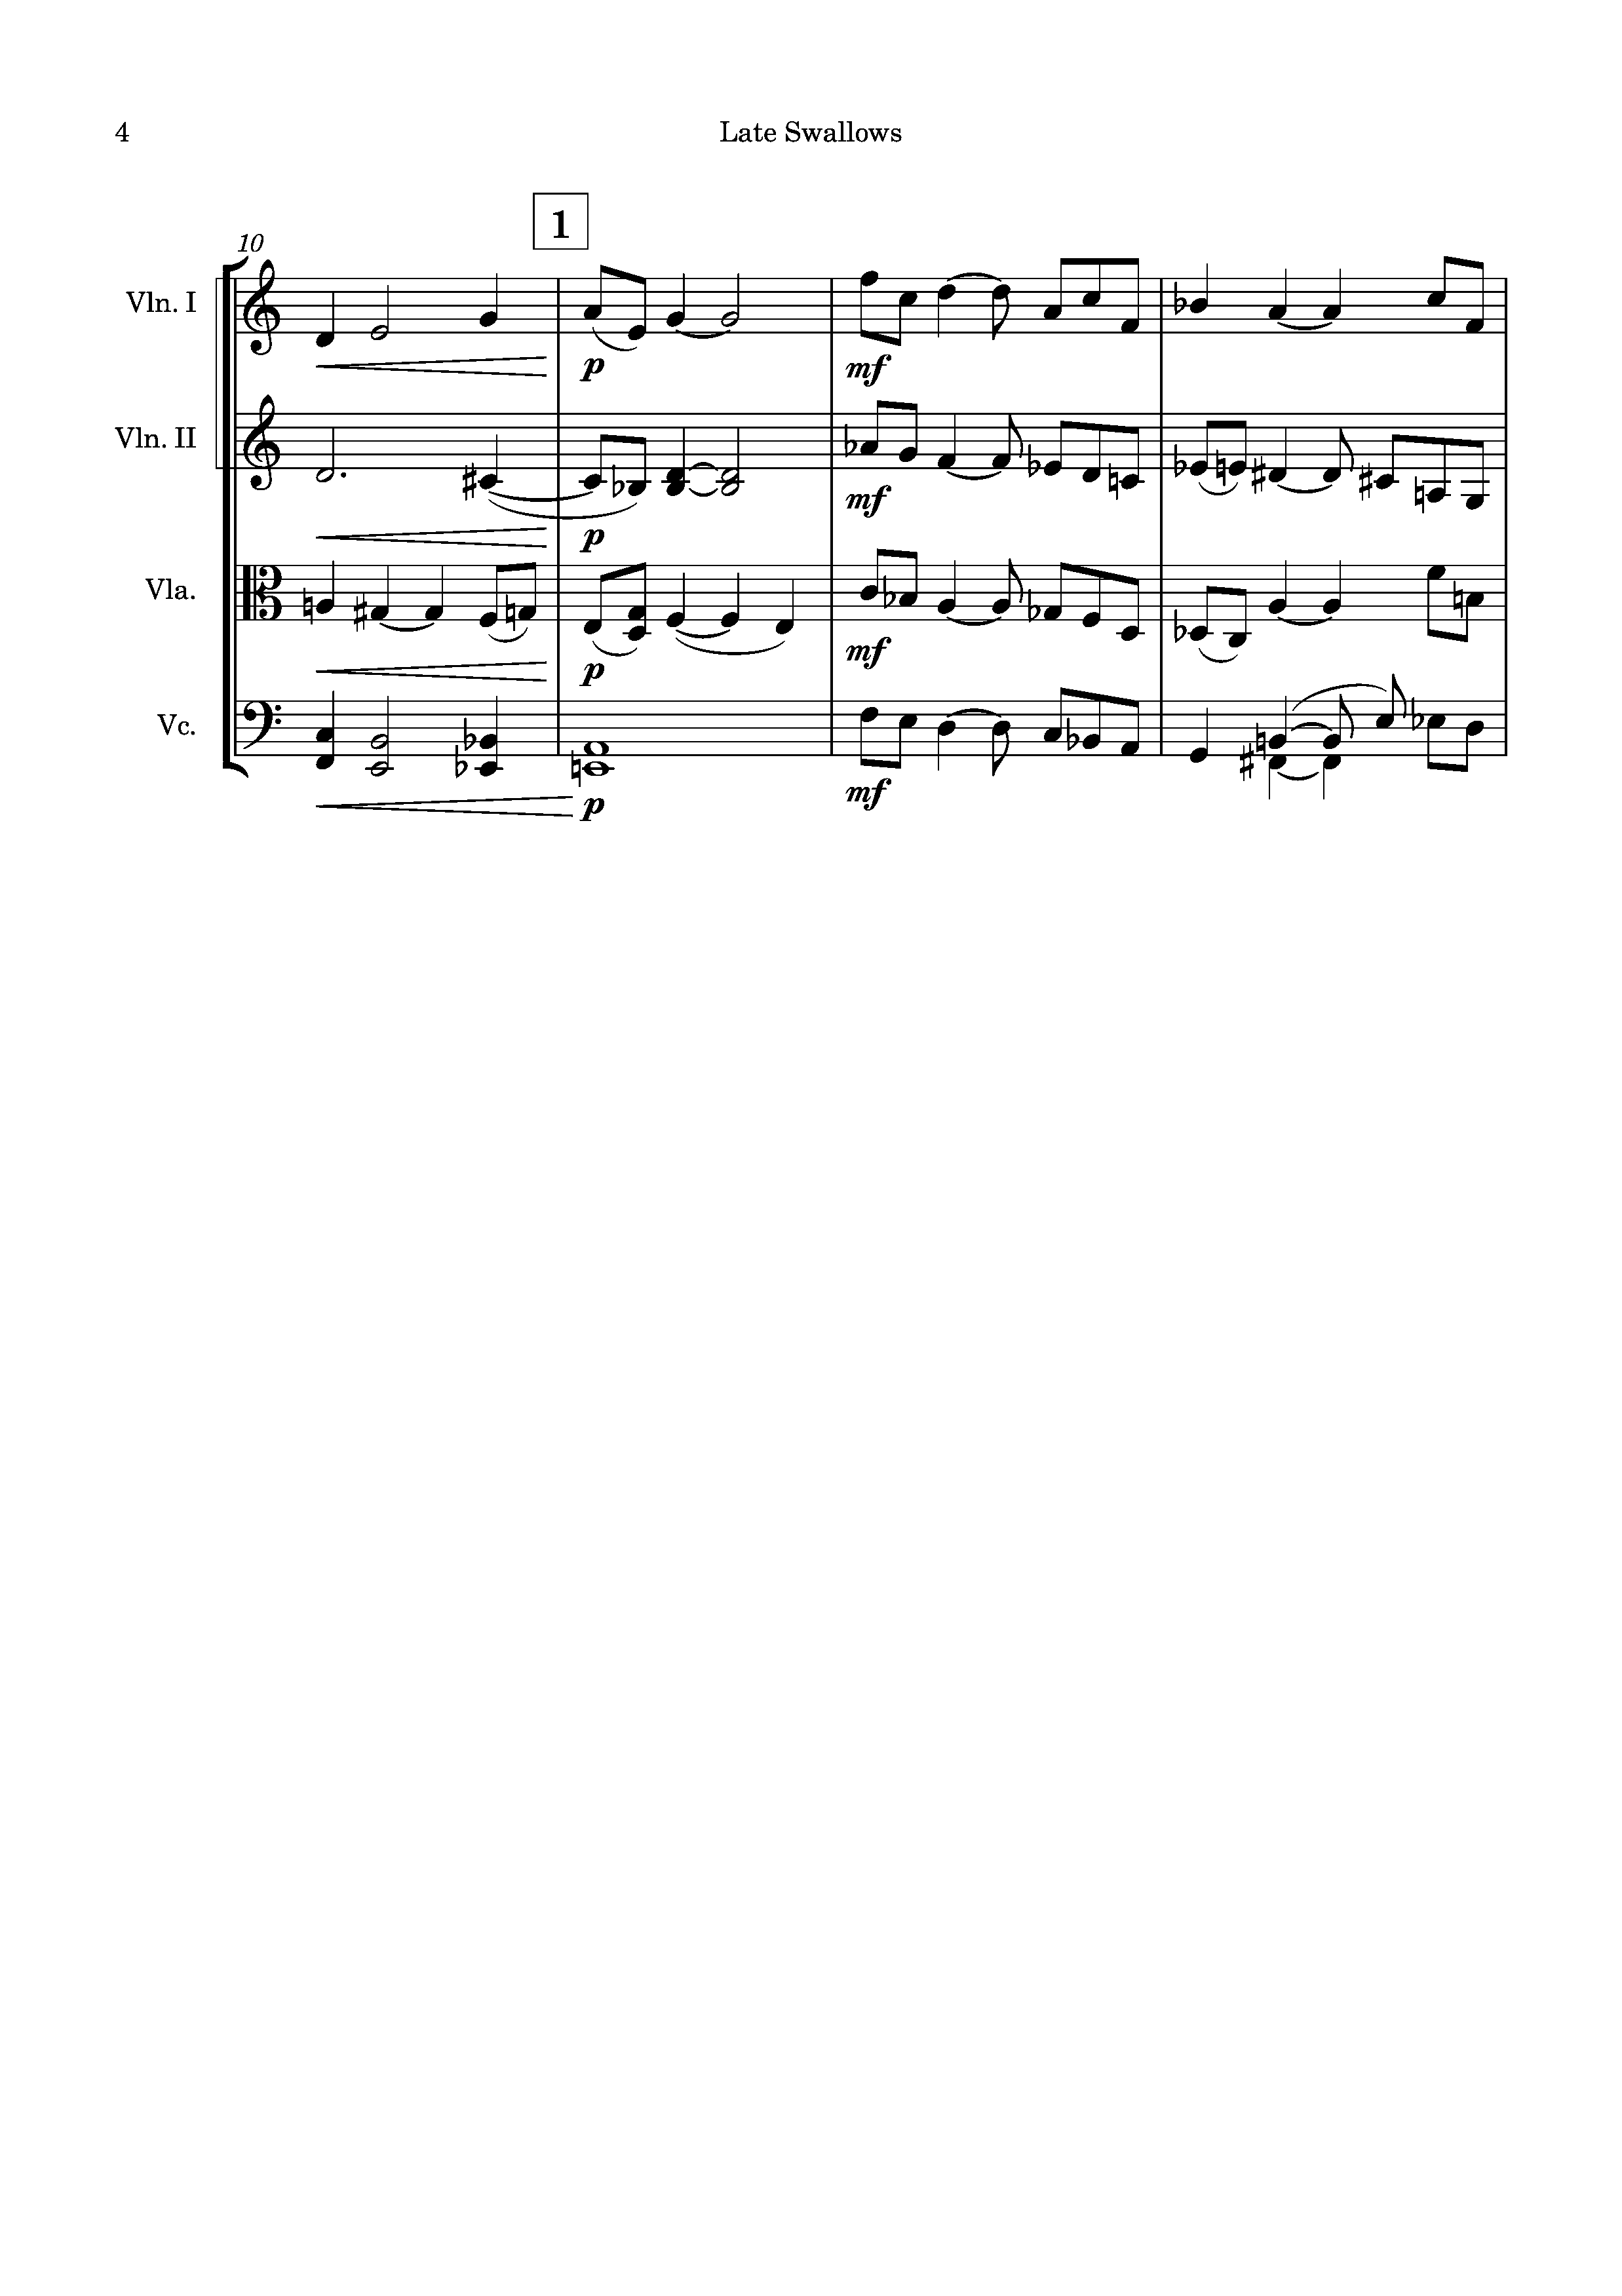 4
Late Swallows
1
10
Vln. I
p
mf
Vln. II
p
mf
Vla.
p
mf
Vc.
p
mf